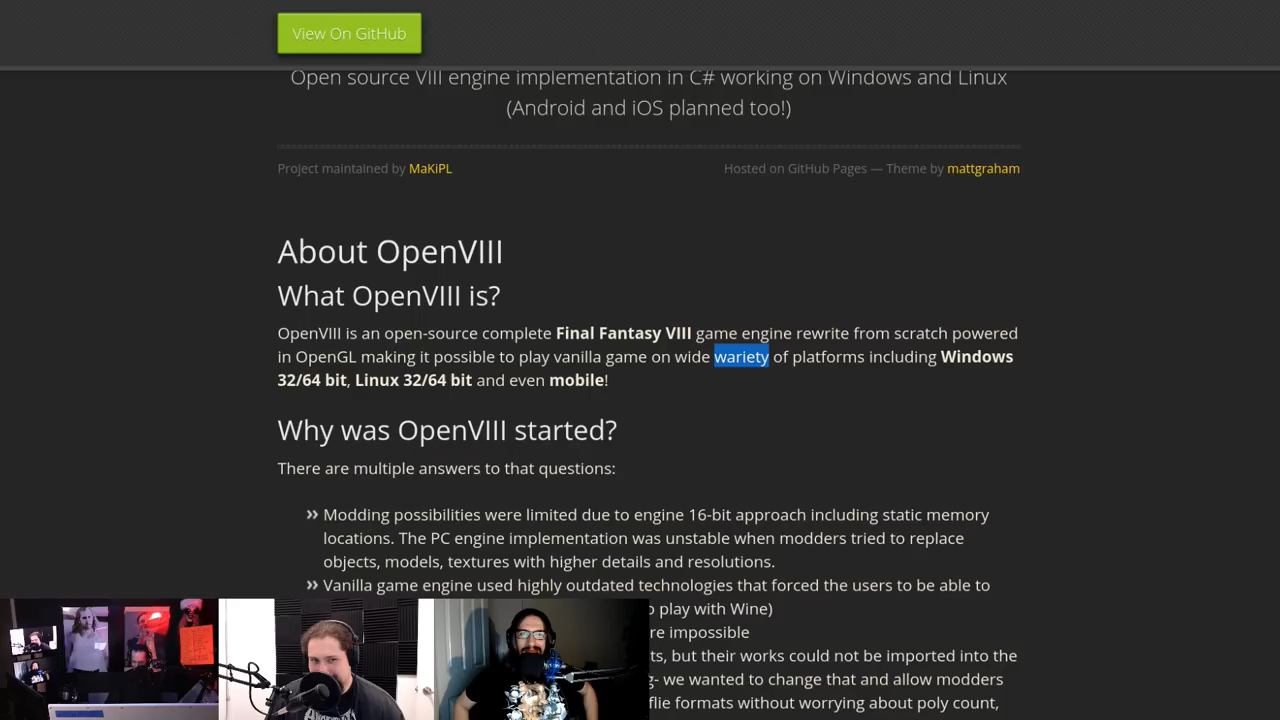 View On GitHub
Open source VIII engine implementation in C# working on Windows and Linux
(Android and iOS planned too!)
Project maintained by MaKiPL
Hosted on GitHub Pages — Theme by mattgraham
About OpenVIII
What OpenVIII is?
OpenVIII is an open-source complete Final Fantasy VIII game engine rewrite from scratch powered
in OpenGL making it possible to play vanilla game on wide wariety of platforms including Windows
32/64 bit, Linux 32/64 bit and even mobile!
Why was OpenVIII started?
There are multiple answers to that questions:
» Modding possibilities were limited due to engine 16-bit approach including static memory
locations. The PC engine implementation was unstable when modders tried to replace
objects, models, textures with higher details and resolutions.
» Vanilla game engine used highly outdated technologies that forced the users to be able to
play with Wine)
impossible
but their works could not be imported into the
we wanted to change that and allow modders
flie formats without worrying about poly count,